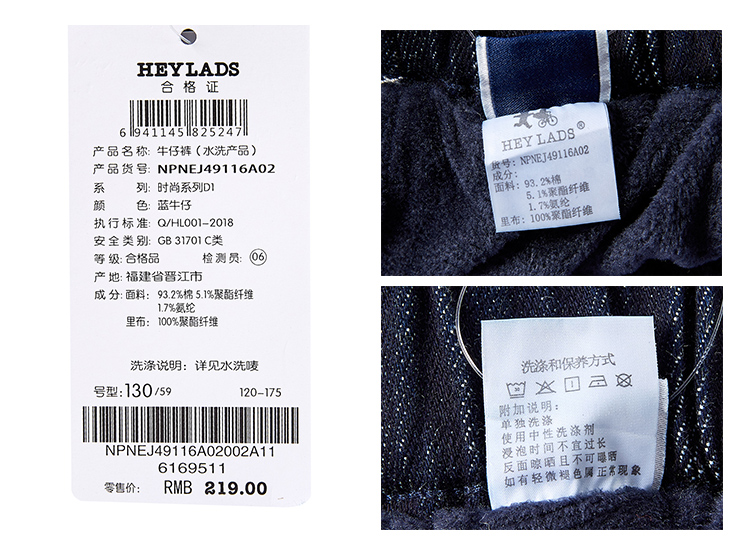 HEYLADS
合格证
6 941145 825247
产品名称：牛仔裤（水洗产品）
产品货号：NPNEJ49116A02
系 列：时尚系列D1
颜 色：蓝牛仔
执行标准：Q/HL001-2018
安全类别：GB 31701 C类
等级：合格品 检测员：06
产地：福建省晋江市
成分：面料：93.2%棉 5.1%聚酯纤维
1.7%氨纶
里布：100%聚酯纤维
洗涤说明：详见水洗唛
号型：130/59 120-175
NPNEJ49116A02002A11
6169511
零售价：RMB 219.00
HEYLADS®
货号：NPNEJ49116A02
成分：
面料：93.2%棉
5.1%聚酯纤维
1.7%氨纶
里布：100%聚酯纤维
洗涤和保养方式
附加说明：
单独洗涤
使用中性洗涤剂
浸泡时间不宜过长
反面晾晒且不可曝晒
如有轻微褪色属正常现象